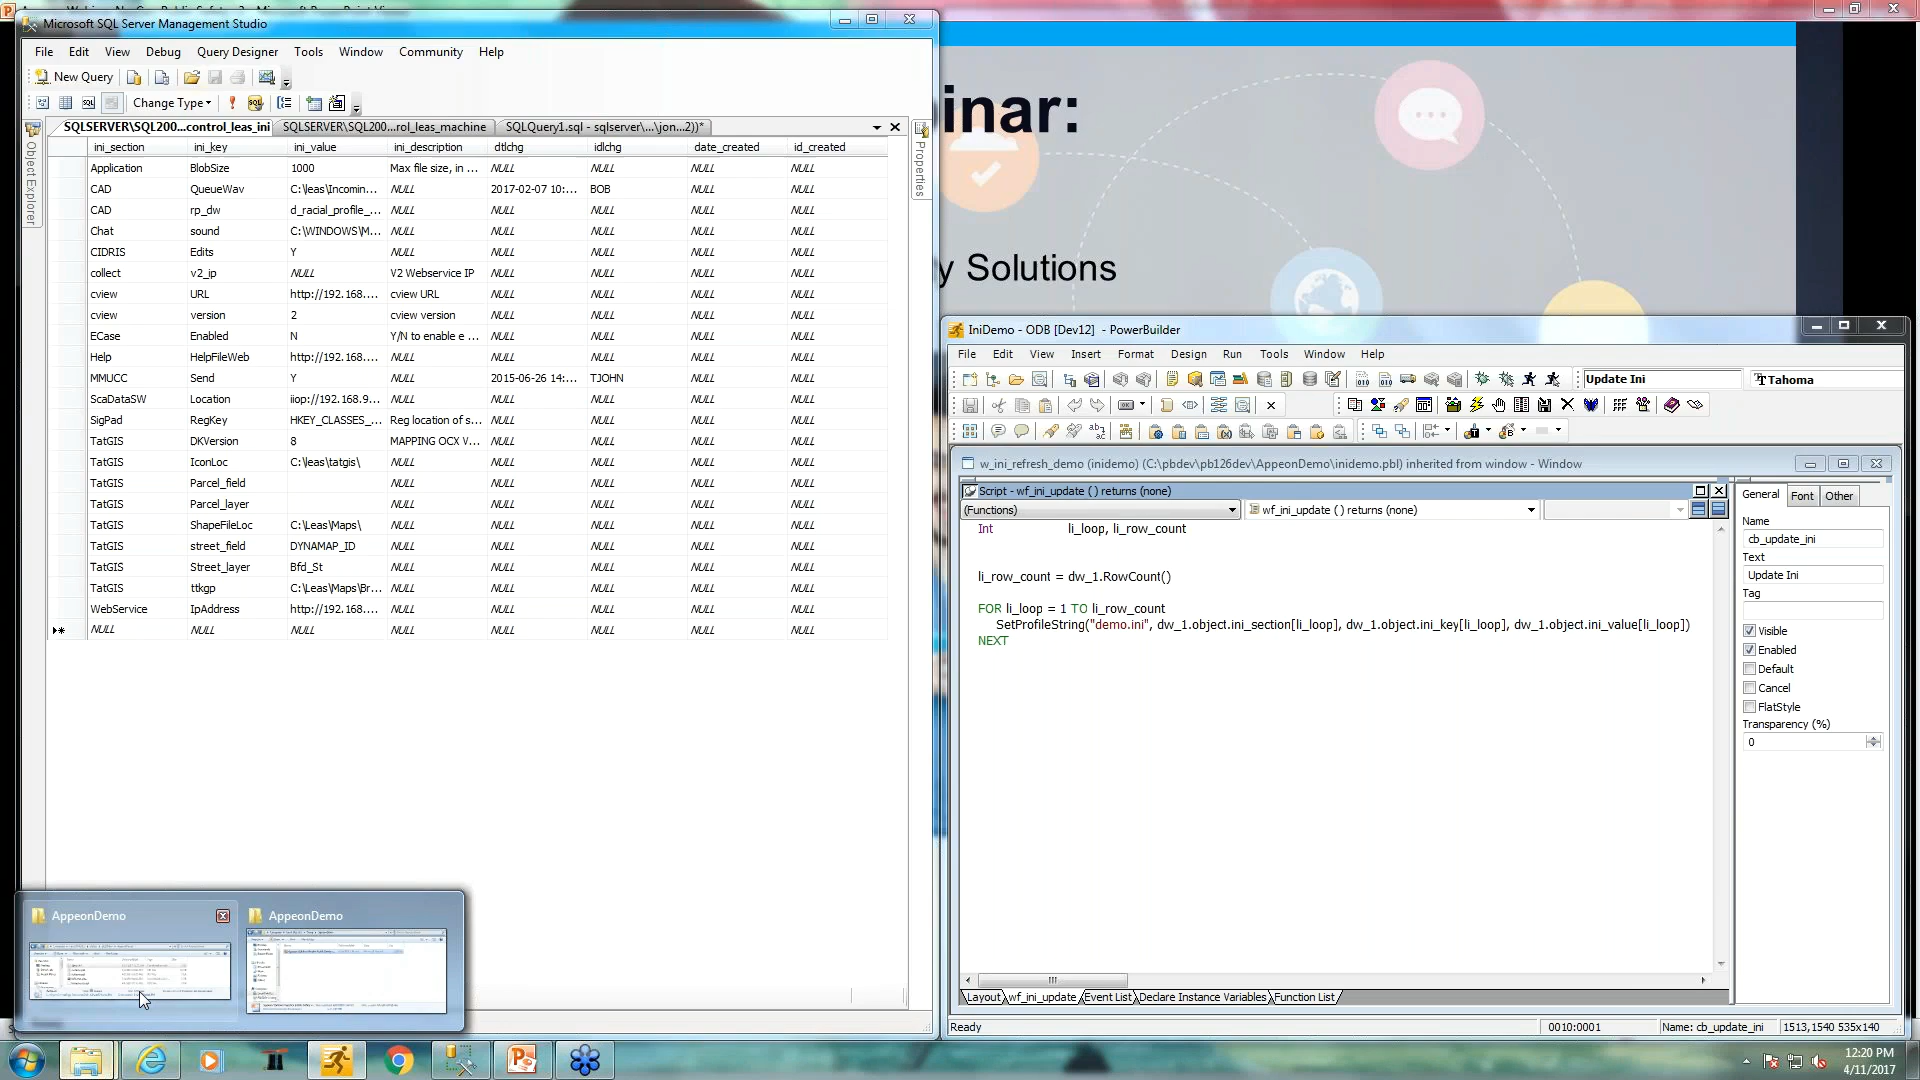 Microsoft SQL Server Management Studio
File Edit View Debug Query Designer Tools Window Community Help
New Query
Change Type
SQLSERVER\SQL200...control_leas_ini SQLSERVER\SQL200...rol_leas_machine SQLQuery1.sql - sqlserver\...\jon...2))*
Object Explorer
Properties
ini_section ini_key ini_value ini_description dtlchg idlchg date_created id_created
Application BlobSize 1000 Max file size, in ... NULL NULL NULL NULL
CAD QueueWav C:\leas\Incomin... NULL 2017-02-07 10:... BOB NULL NULL
CAD rp_dw d_racial_profile_... NULL NULL NULL NULL NULL
Chat sound C:\WINDOWS\M... NULL NULL NULL NULL NULL
CIDRIS Edits Y NULL NULL NULL NULL NULL
collect v2_ip NULL V2 Webservice IP NULL NULL NULL NULL
cview URL http://192.168.... cview URL NULL NULL NULL NULL
cview version 2 cview version NULL NULL NULL NULL
ECase Enabled N Y/N to enable e ... NULL NULL NULL NULL
Help HelpFileWeb http://192.168.... NULL NULL NULL NULL NULL
MMUCC Send Y NULL 2015-06-26 14:... TJOHN NULL NULL
ScaDataSW Location iiop://192.168.9... NULL NULL NULL NULL NULL
SigPad RegKey HKEY_CLASSES_... Reg location of s... NULL NULL NULL NULL
TatGIS DKVersion 8 MAPPING OCX V... NULL NULL NULL NULL
TatGIS IconLoc C:\leas\tatgis\ NULL NULL NULL NULL NULL
TatGIS Parcel_field NULL NULL NULL NULL NULL
TatGIS Parcel_layer NULL NULL NULL NULL NULL
TatGIS ShapeFileLoc C:\Leas\Maps\ NULL NULL NULL NULL NULL
TatGIS street_field DYNAMAP_ID NULL NULL NULL NULL NULL
TatGIS Street_layer Bfd_St NULL NULL NULL NULL NULL
TatGIS ttkgp C:\Leas\Maps\Br... NULL NULL NULL NULL NULL
WebService IpAddress http://192.168.... NULL NULL NULL NULL NULL
NULL NULL NULL NULL NULL NULL NULL NULL
inar:
y Solutions
IniDemo - ODB [Dev12] - PowerBuilder
File Edit View Insert Format Design Run Tools Window Help
Update Ini Tahoma
w_ini_refresh_demo (inidemo) (C:\pbdev\pb126dev\AppeonDemo\inidemo.pbl) inherited from window - Window
Script - wf_ini_update ( ) returns (none)
(Functions) wf_ini_update ( ) returns (none)
Int li_loop, li_row_count
li_row_count = dw_1.RowCount()
FOR li_loop = 1 TO li_row_count
SetProfileString("demo.ini", dw_1.object.ini_section[li_loop], dw_1.object.ini_key[li_loop], dw_1.object.ini_value[li_loop])
NEXT
Layout wf_ini_update Event List Declare Instance Variables Function List
General Font Other
Name
cb_update_ini
Text
Update Ini
Tag
Visible
Enabled
Default
Cancel
FlatStyle
Transparency (%)
0
Ready 0010:0001 Name: cb_update_ini 1513,1540 535x140
AppeonDemo AppeonDemo
12:20 PM
4/11/2017